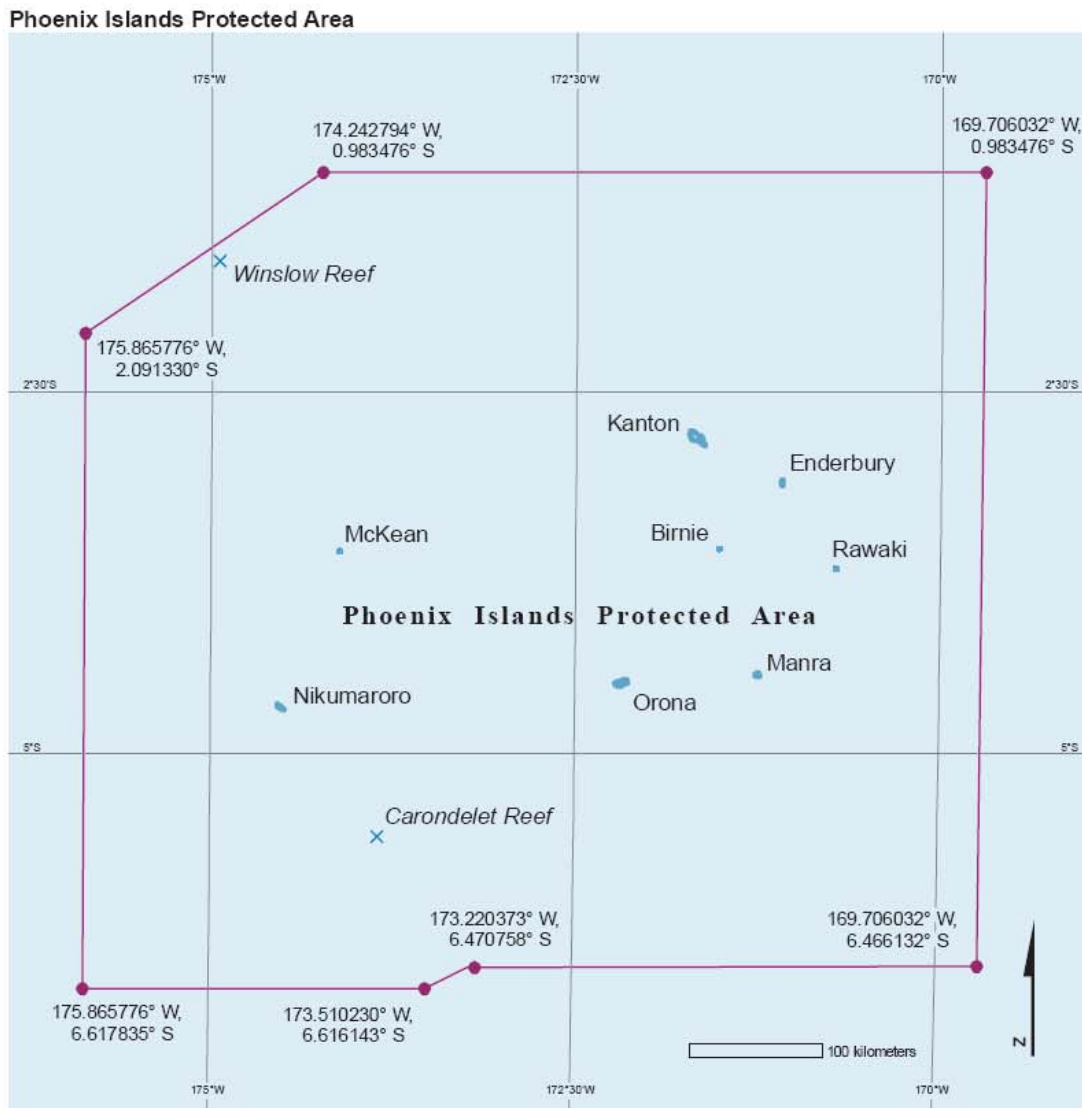 Phoenix Islands Protected Area
175°W
172°30'W
170°W
174.242794° W,
0.983476° S
169.706032° W,
0.983476° S
Winslow Reef
175.865776° W,
2.091330° S
2°30'S
2°30'S
Kanton
Enderbury
McKean
Birnie
Rawaki
Phoenix Islands Protected Area
Manra
Nikumaroro
Orona
5°S
5°S
Carondelet Reef
173.220373° W,
6.470758° S
169.706032° W,
6.466132° S
175.865776° W,
6.617835° S
173.510230° W,
6.616143° S
100 kilometers
N
175°W
172°30'W
170°W